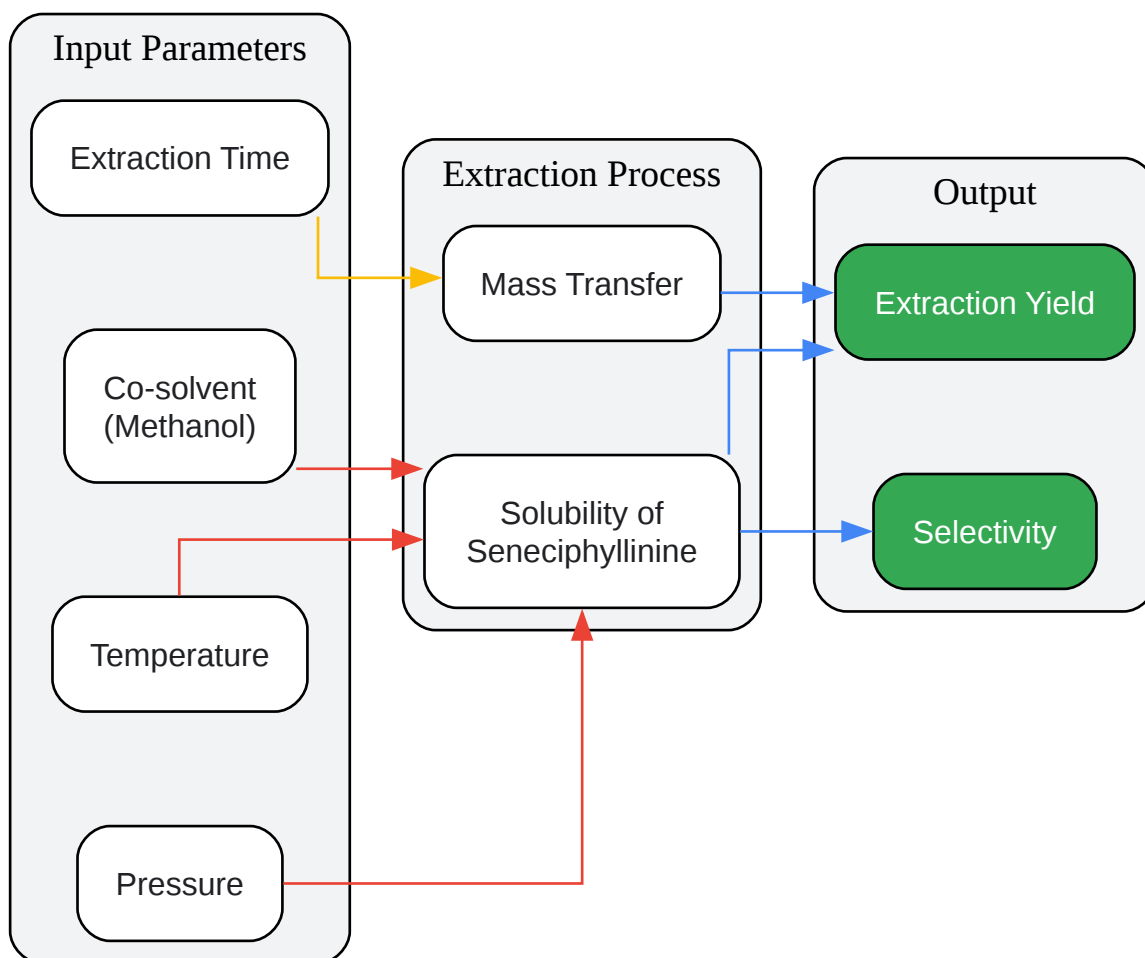 Input Parameters
Extraction Time
Co-solvent
(Methanol)
Temperature
Pressure
Extraction Process
Mass Transfer
Solubility of
Seneciphyllinine
Output
Extraction Yield
Selectivity